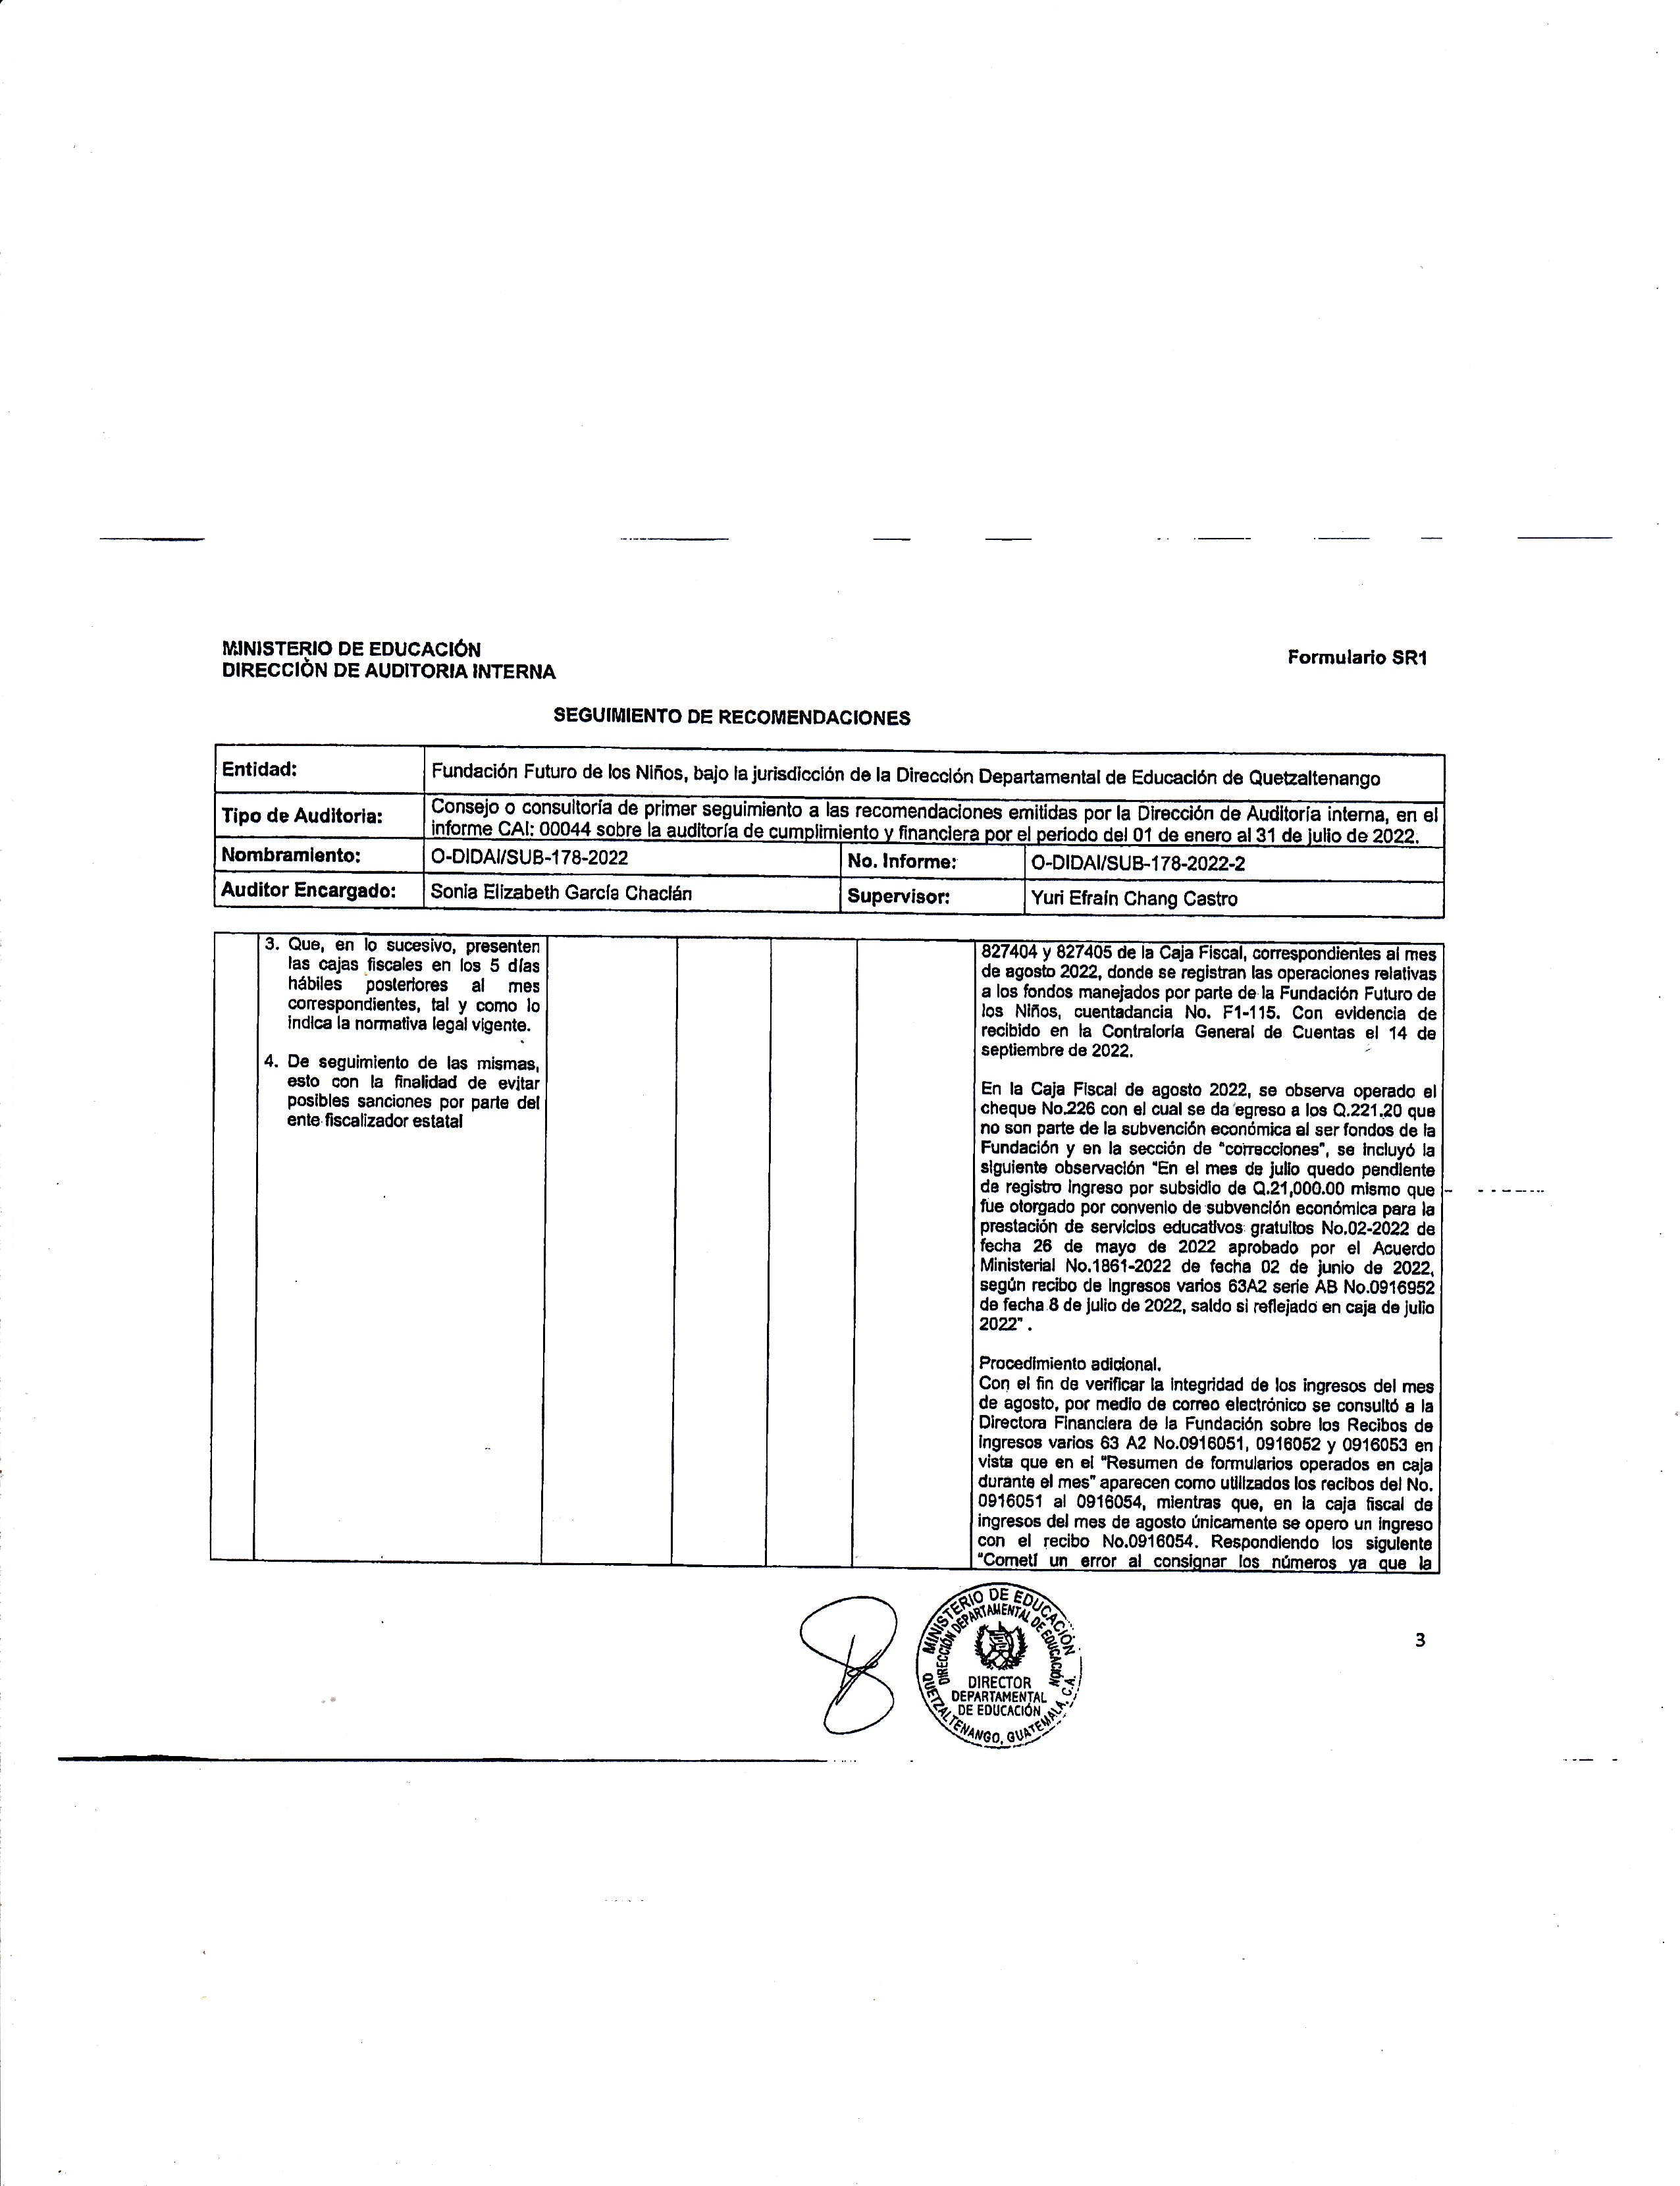 MINISTERIO DE EDUCACIÓN
DIRECCIÒN DE AUDITORIA INTERNA
Formulario SR1
SEGUIMIENTO DE RECOMENDACIONES
Entidad: Fundación Futuro de los Niños, bajo la jurisdicción de la Dirección Departamental de Educación de Quetzaltenango
Tipo de Auditoria: Consejo o consultoría de primer seguimiento a las recomendaciones emitidas por la Dirección de Auditoría interna, en el
informe CAI: 00044 sobre la auditoría de cumplimiento y financiera por el periodo del 01 de enero al 31 de julio de 2022.
Nombramiento: O-DIDAI/SUB-178-2022 No. Informe: O-DIDAI/SUB-178-2022-2
Auditor Encargado: Sonia Elizabeth García Chaclán Supervisor: Yuri Efraín Chang Castro
3. Que, en lo sucesivo, presenten
las cajas fiscales en los 5 días
hábiles posteriores al mes
correspondientes, tal y como lo
indica la normativa legal vigente.
4. De seguimiento de las mismas,
esto con la finalidad de evitar
posibles sanciones por parte del
ente fiscalizador estatal
827404 y 827405 de la Caja Fiscal, correspondientes al mes
de agosto 2022, donde se registran las operaciones relativas
a los fondos manejados por parte de la Fundación Futuro de
los Niños, cuentadancia No. F1-115. Con evidencia de
recibido en la Contraloría General de Cuentas el 14 de
septiembre de 2022.
En la Caja Fiscal de agosto 2022, se observa operado el
cheque No.226 con el cual se da egreso a los Q.221.20 que
no son parte de la subvención económica al ser fondos de la
Fundación y en la sección de "correcciones", se incluyó la
siguiente observación "En el mes de julio quedo pendiente
de registro ingreso por subsidio de Q.21,000.00 mismo que
fue otorgado por convenio de subvención económica para la
prestación de servicios educativos gratuitos No.02-2022 de
fecha 26 de mayo de 2022 aprobado por el Acuerdo
Ministerial No.1861-2022 de fecha 02 de junio de 2022,
según recibo de ingresos varios 63A2 serie AB No.0916952
de fecha 8 de julio de 2022, saldo si reflejado en caja de julio
2022" .
Procedimiento adicional.
Con el fin de verificar la integridad de los ingresos del mes
de agosto, por medio de correo electrónico se consultó a la
Directora Financiera de la Fundación sobre los Recibos de
ingresos varios 63 A2 No.0916051, 0916052 y 0916053 en
vista que en el "Resumen de formularios operados en caja
durante el mes" aparecen como utilizados los recibos del No.
0916051 al 0916054, mientras que, en la caja fiscal de
ingresos del mes de agosto únicamente se opero un ingreso
con el recibo No.0916054. Respondiendo los siguiente
"Cometí un error al consignar los números ya que la
MINISTERIO DE EDUCACIÓN
DIRECCIÓN DEPARTAMENTAL DE EDUCACIÓN
DIRECTOR
DEPARTAMENTAL
DE EDUCACIÓN
QUETZALTENANGO, GUATEMALA, C.A.
3